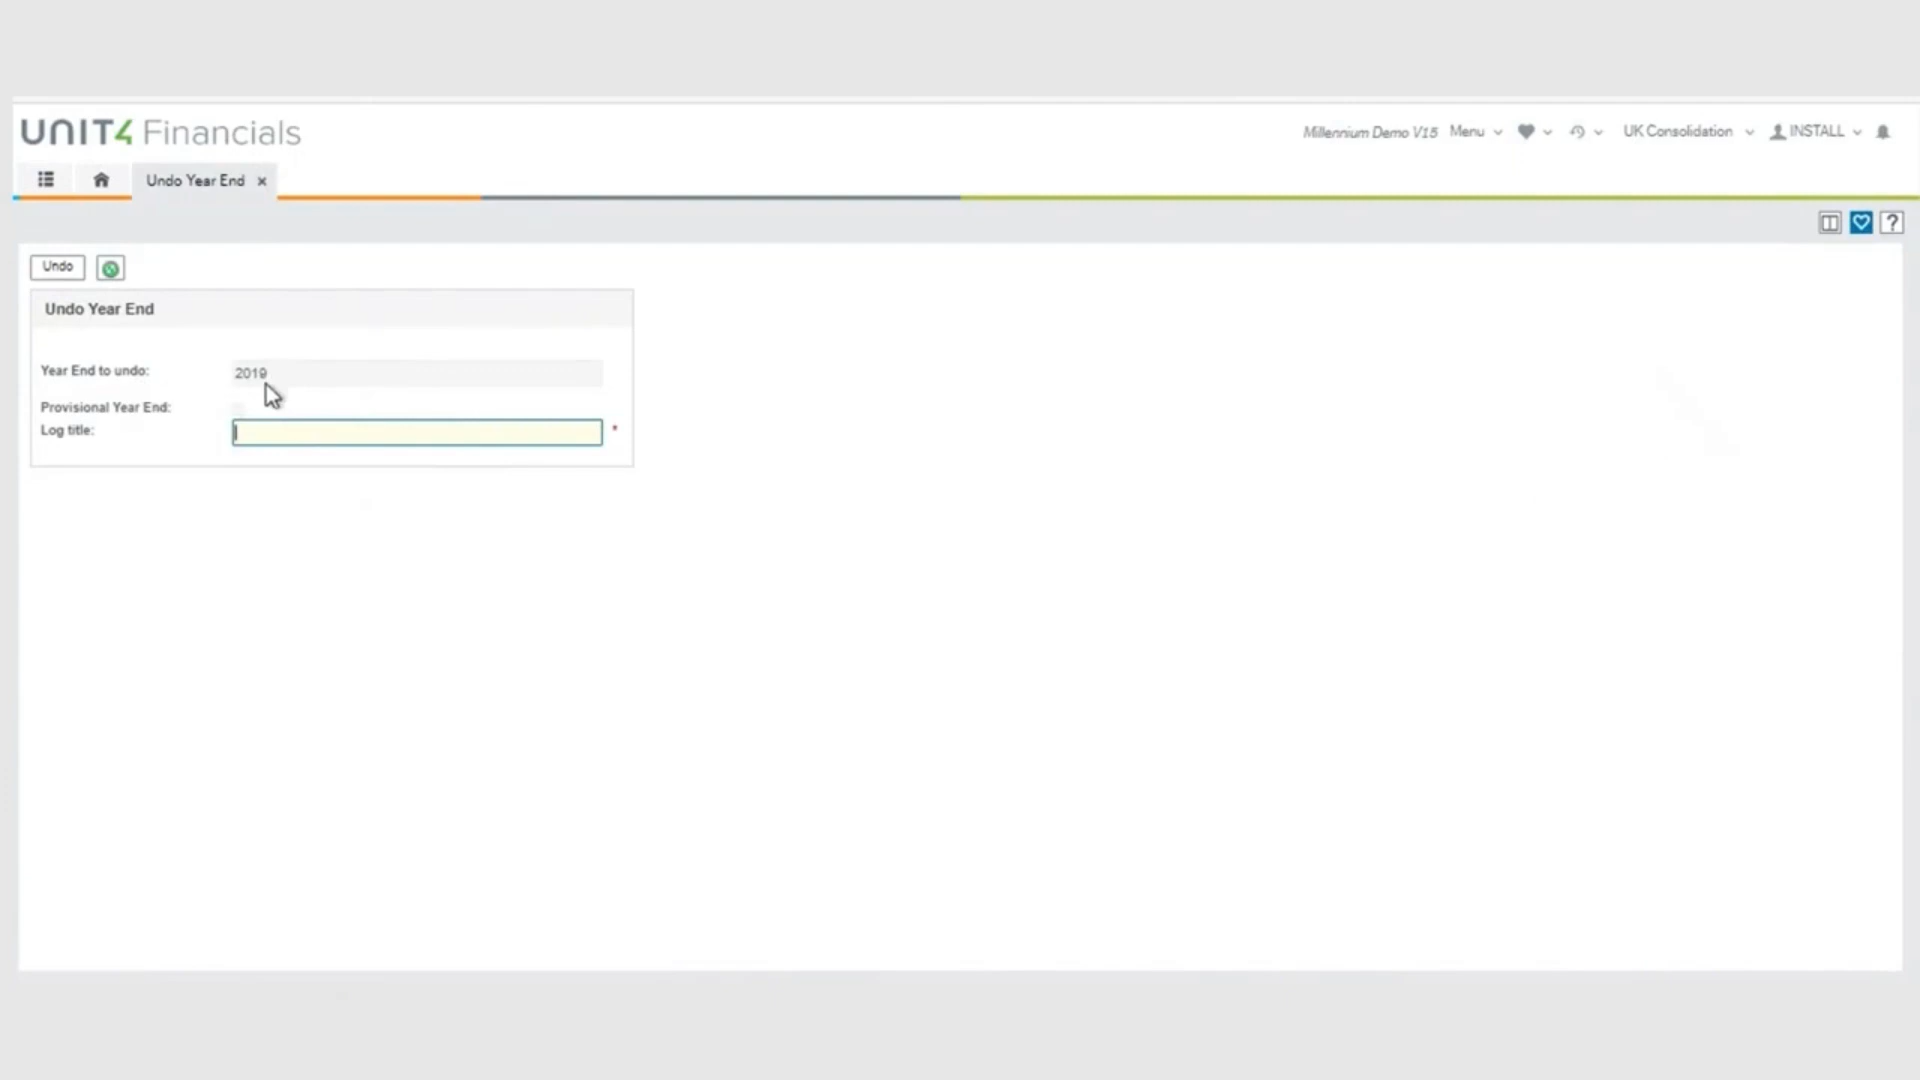 UNIT4 Financials
Millennium Demo V15 Menu UK Consolidation INSTALL
Undo Year End
Undo
Undo Year End
Year End to undo: 2019
Provisional Year End:
Log title: *